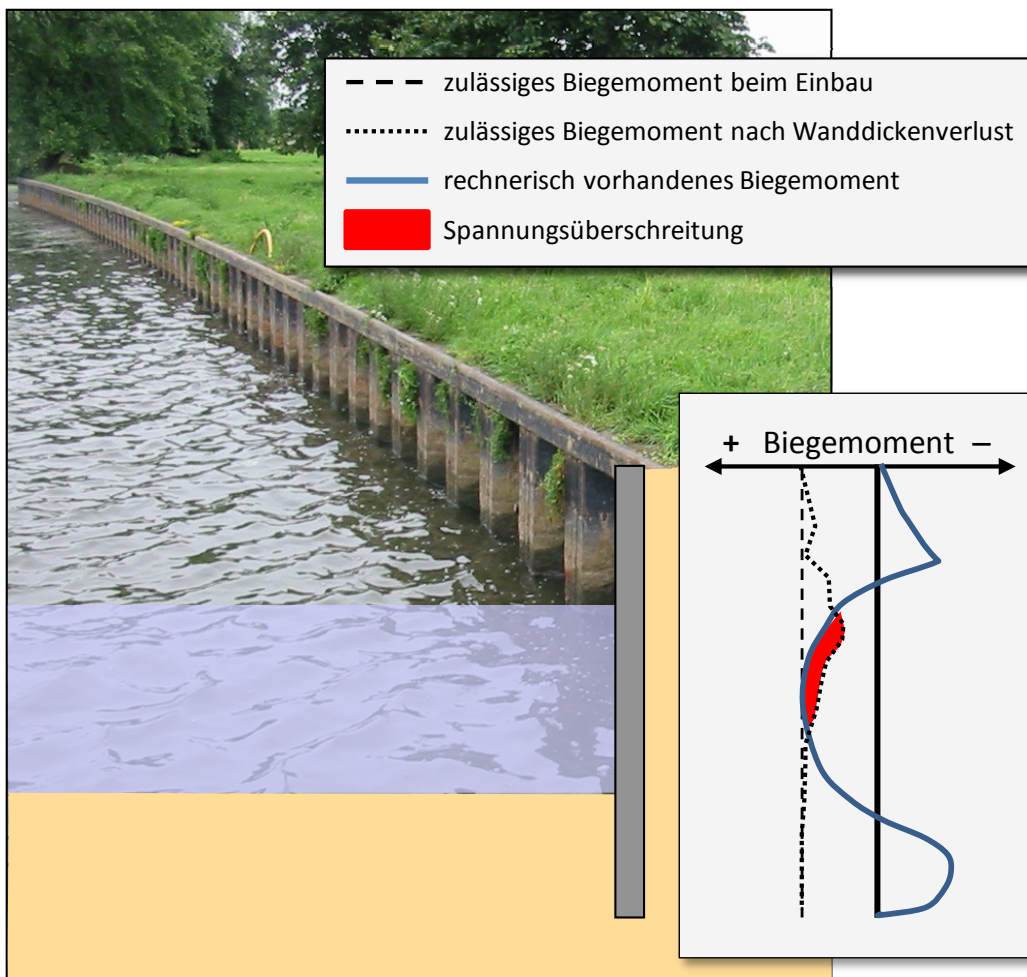 zulässiges Biegemoment beim Einbau
zulässiges Biegemoment nach Wanddickenverlust
rechnerisch vorhandenes Biegemoment
Spannungsüberschreitung
+ Biegemoment –